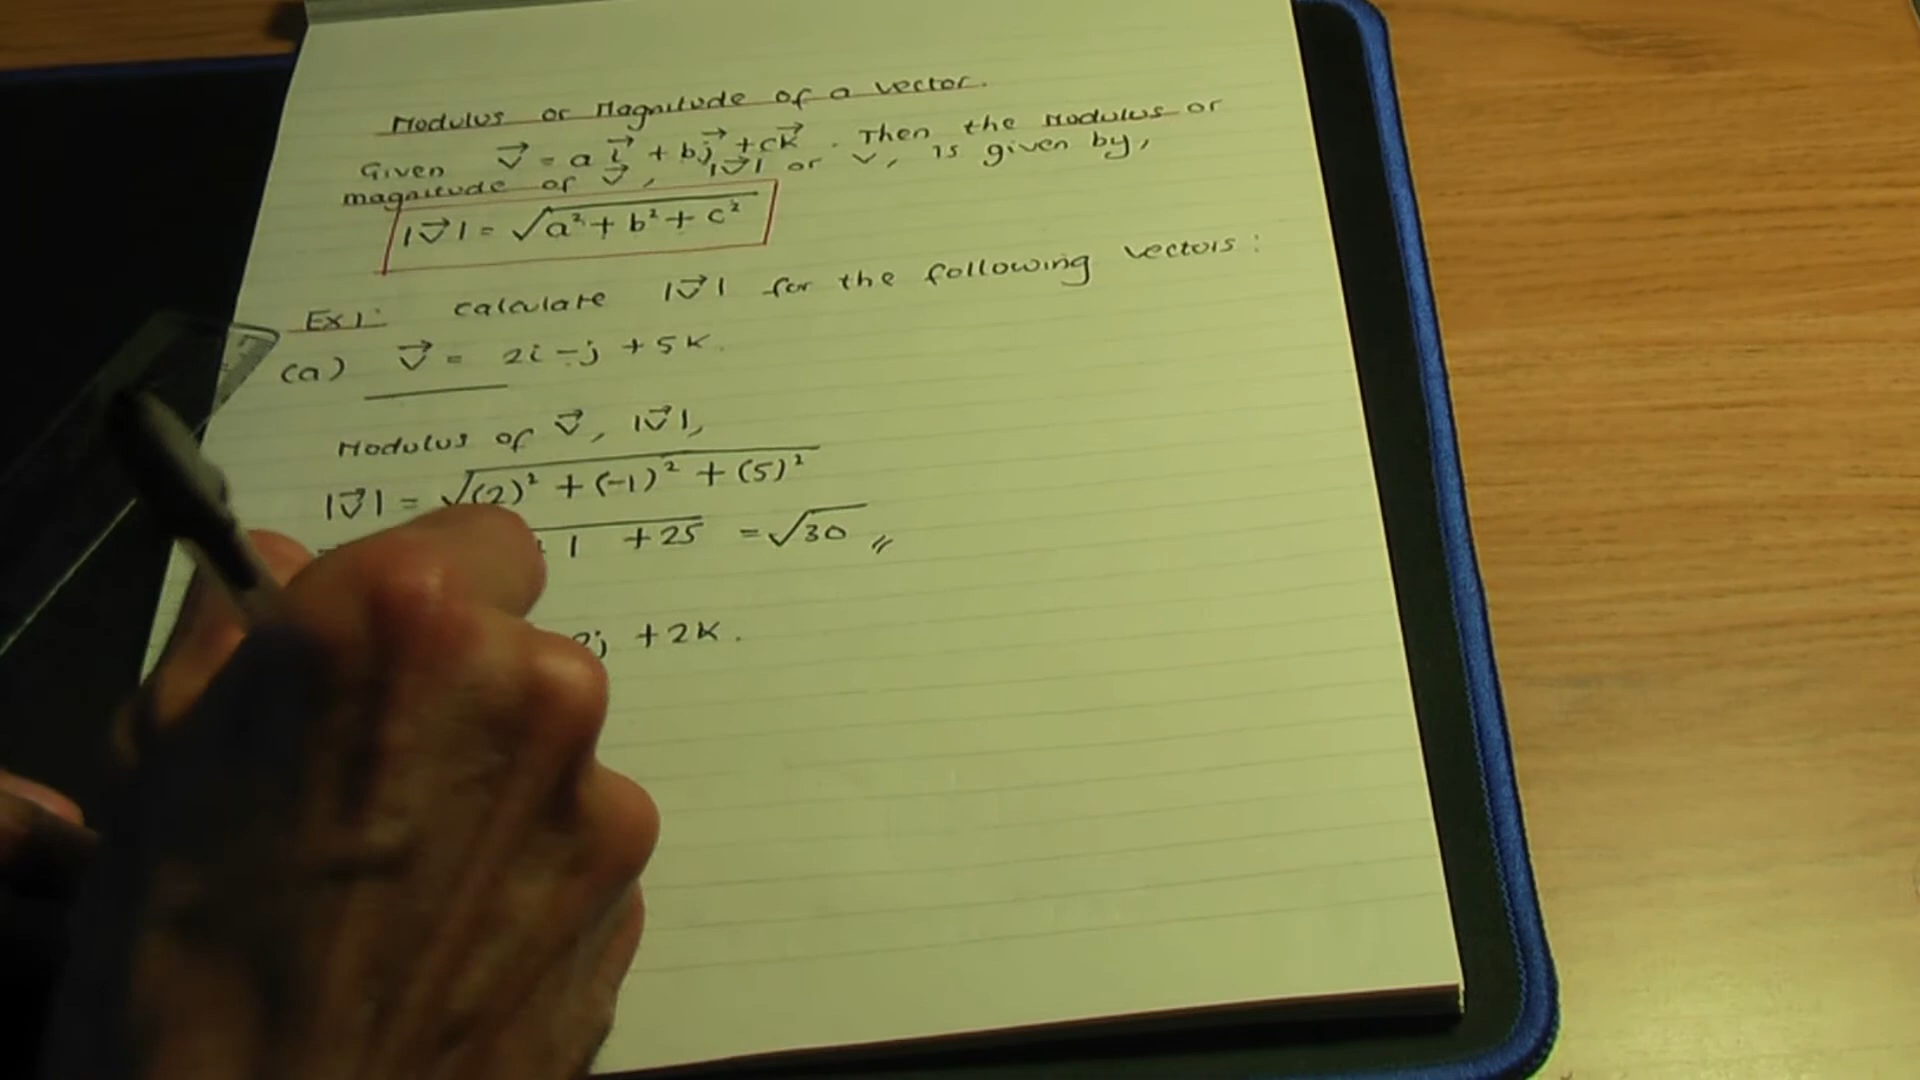 Modulus or Magnitude of a vector.
Given v⃗ = a i⃗ + b j⃗ + c k⃗ . Then the Modulus or
magnitude of v⃗ , |v⃗| or v, is given by,
|v⃗| = √(a² + b² + c²)
Ex1: calculate |v⃗| for the following vectors :
(a) v⃗ = 2i - j + 5k.
Modulus of v⃗, |v⃗|,
|v⃗| = √((2)² + (-1)² + (5)²)
1 + 25 = √30 //
2j + 2k .